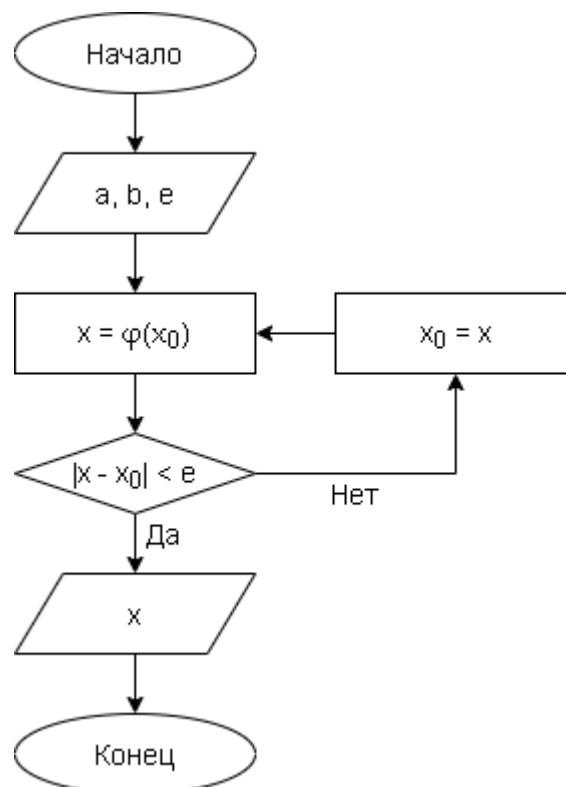 Начало
a, b, e
x = φ(x₀)
x₀ = x
|x - x₀| < e
Нет
Да
x
Конец